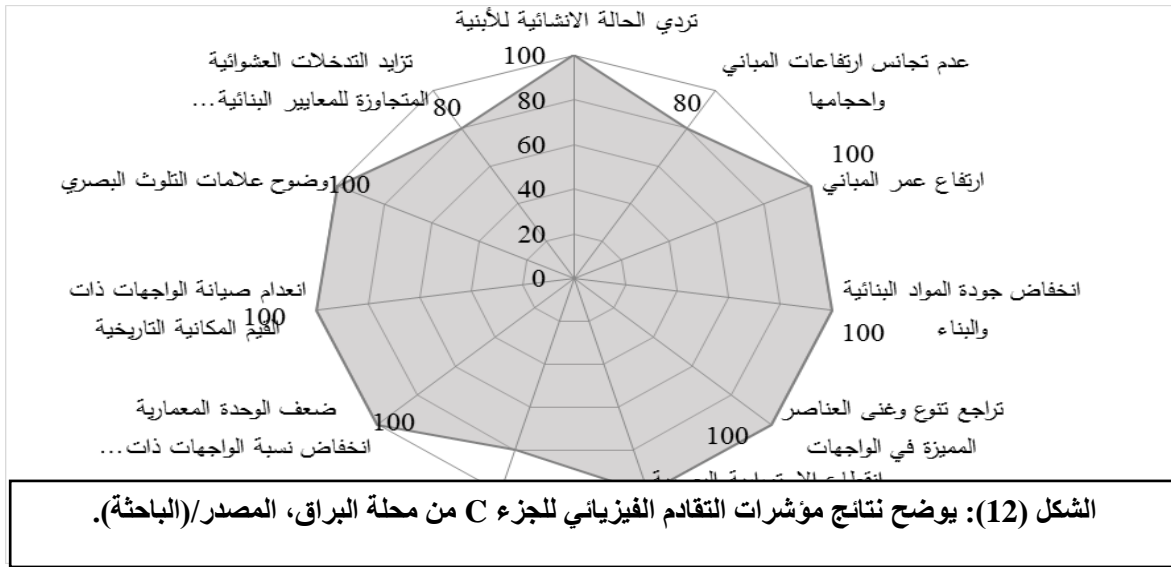 تردي الحالة الانشائية للأبنية
100
80
60
40
20
0
عدم تجانس ارتفاعات المباني
واحجامها
80
100
ارتفاع عمر المباني
انخفاض جودة المواد البنائية
والبناء
100
تراجع تنوع وغنى العناصر
المميزة في الواجهات
100
ضعف الوحدة المعمارية
انخفاض نسبة الواجهات ذات...
100
انعدام صيانة الواجهات ذات
القيم المكانية التاريخية
100
وضوح علامات التلوث البصري
100
تزايد التدخلات العشوائية
المتجاوزة للمعايير البنائية...
80
الشكل (12): يوضح نتائج مؤشرات التقادم الفيزيائي للجزء C من محلة البراق، المصدر/(الباحثة).